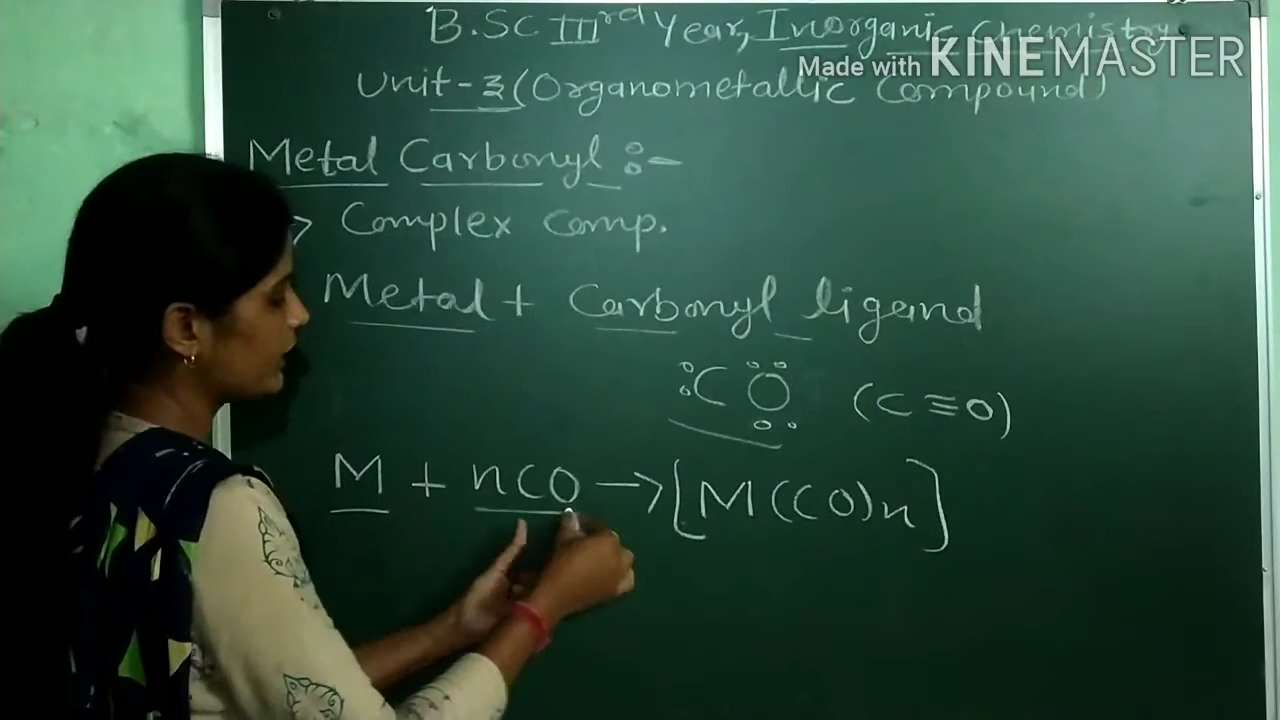 B.Sc IIIrd Year, Inorganic Chemistry
Made with KINEMASTER
Unit-3 (Organometallic Compound)
Metal Carbonyl :-
> Complex Comp.
Metal + Carbonyl ligand
:CO (C≡O)
M + nCO → [M(CO)n]